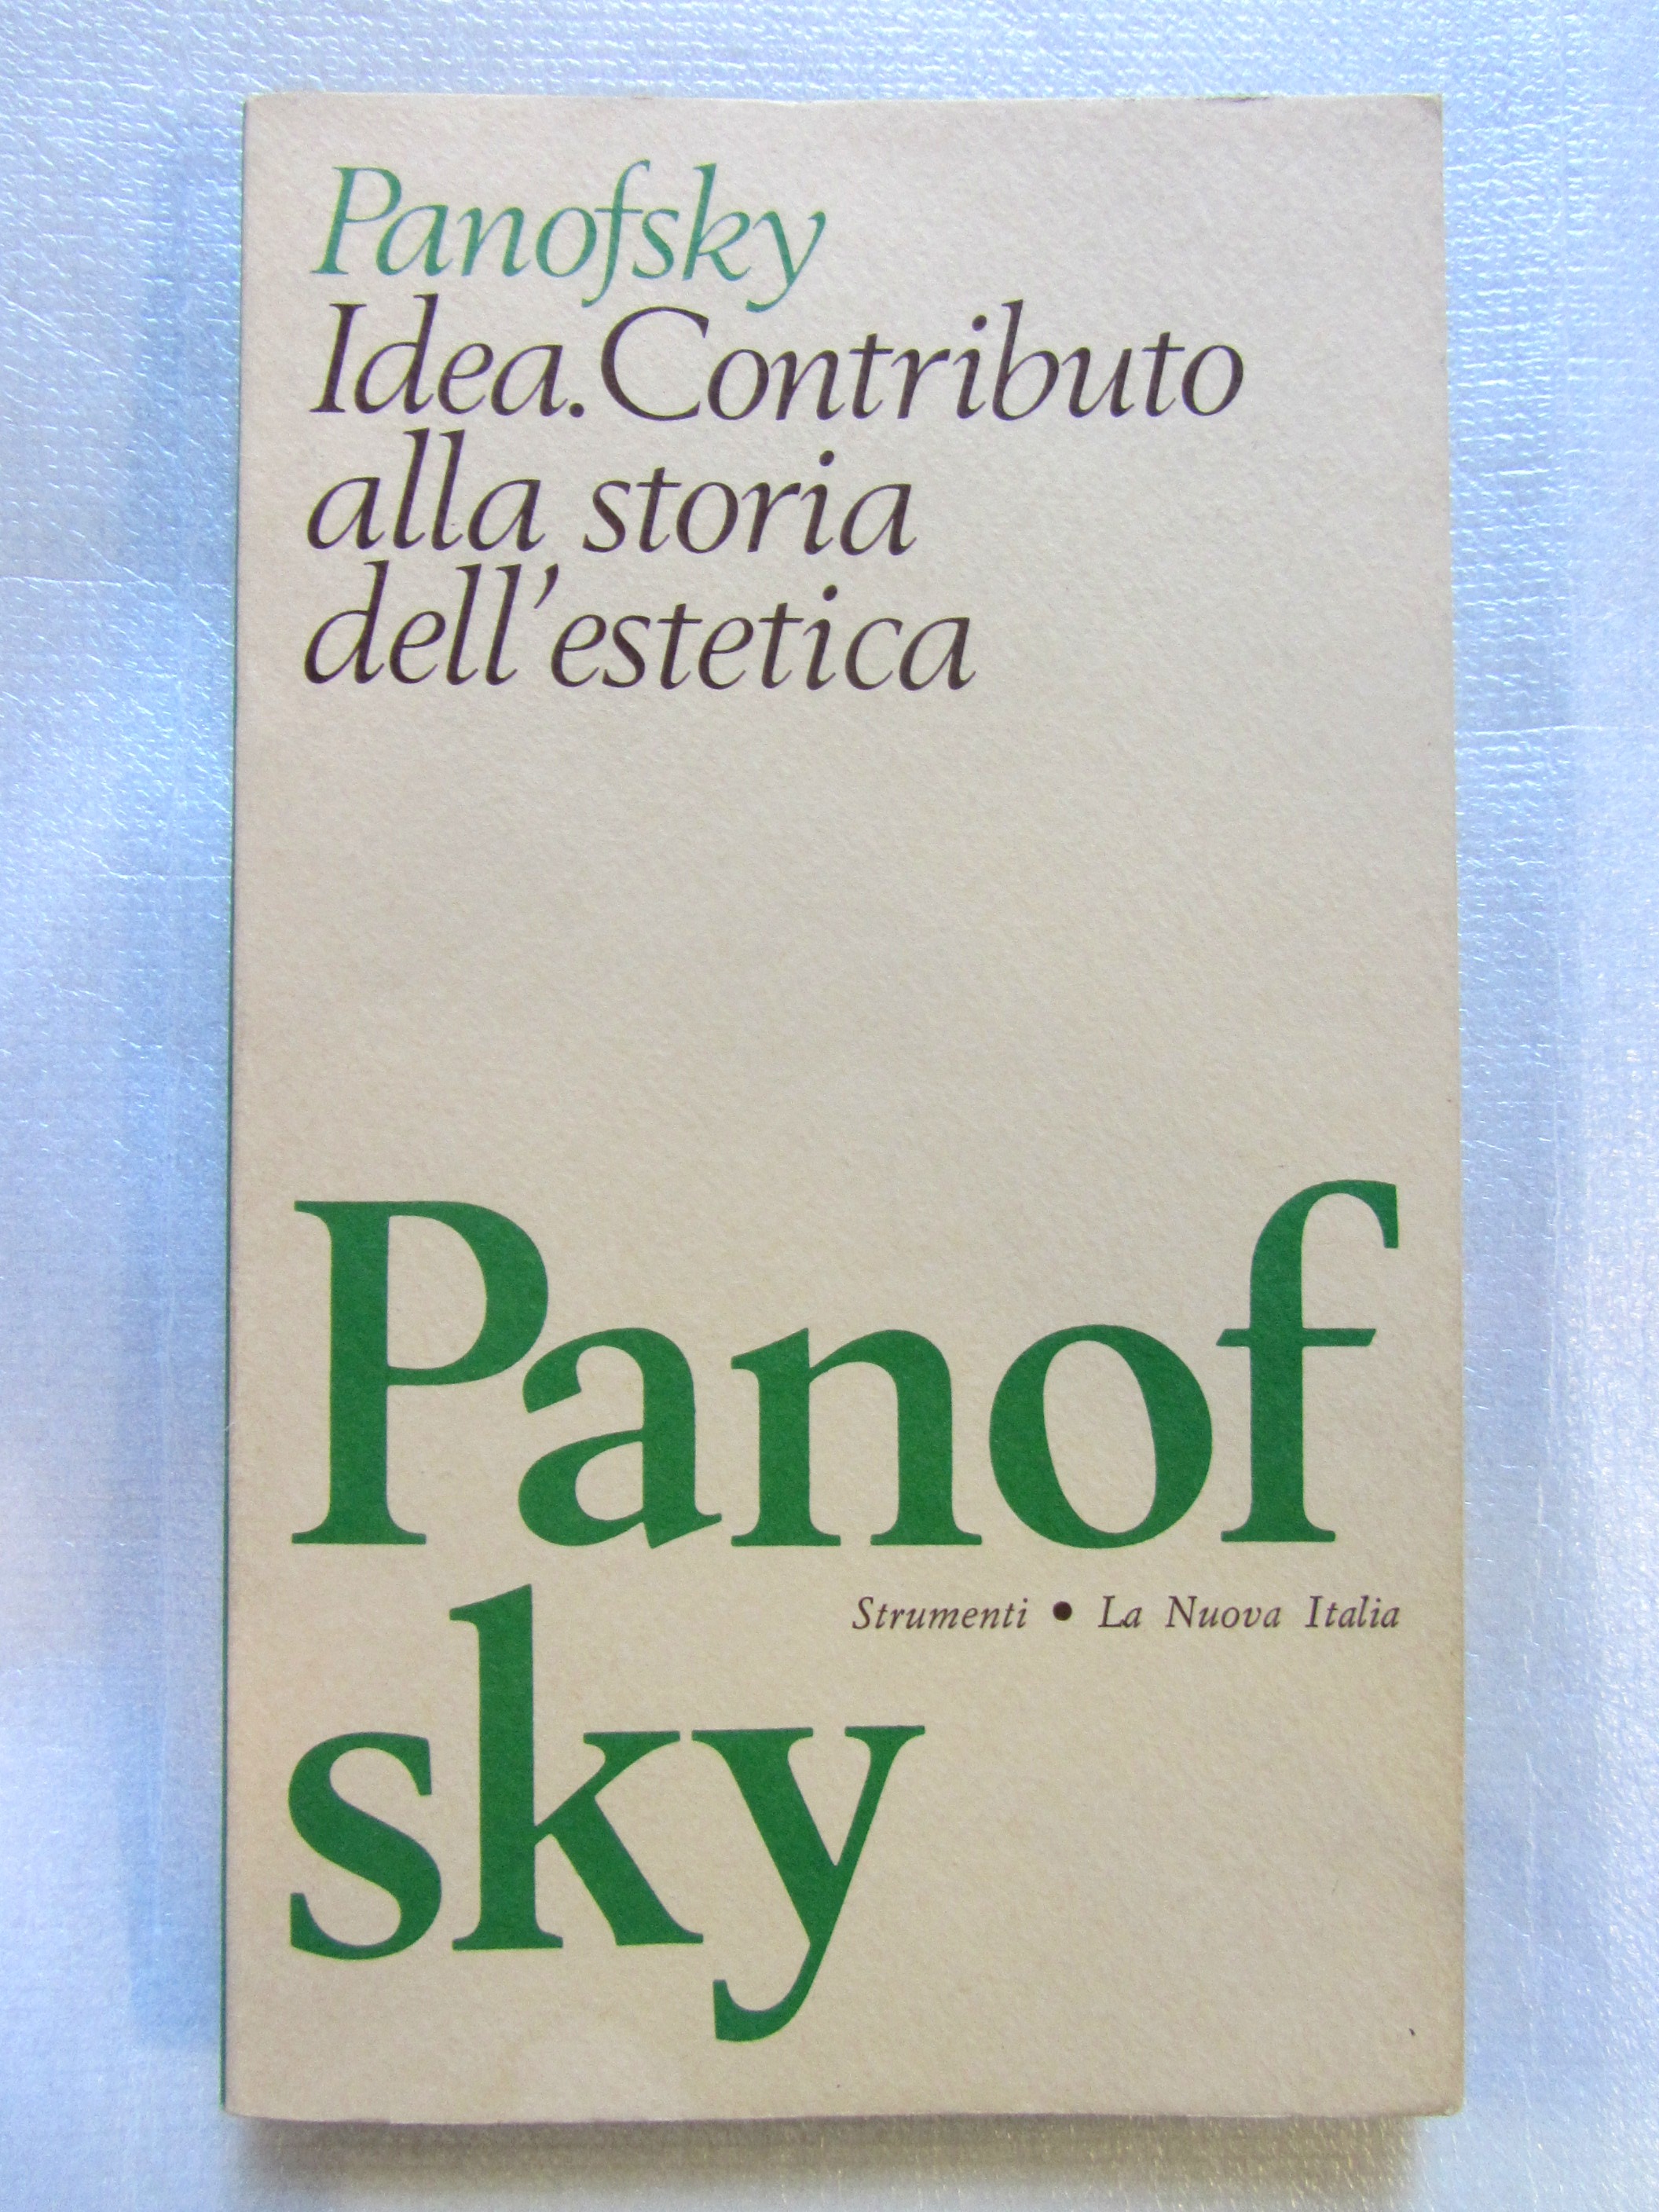 Panofsky
Idea. Contributo
alla storia
dell'estetica
Panof
Strumenti • La Nuova Italia
sky